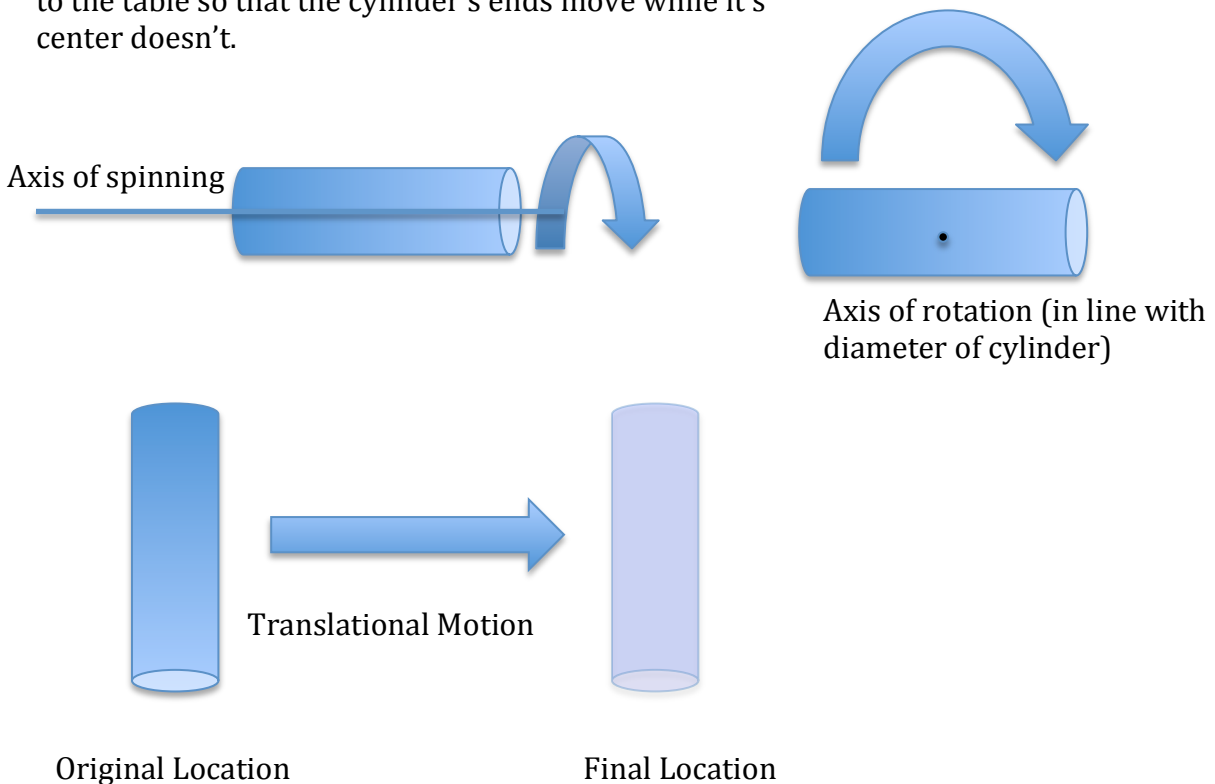 to the table so that the cylinder's ends move while it's
center doesn't.
Axis of spinning
Axis of rotation (in line with
diameter of cylinder)
Translational Motion
Original Location
Final Location